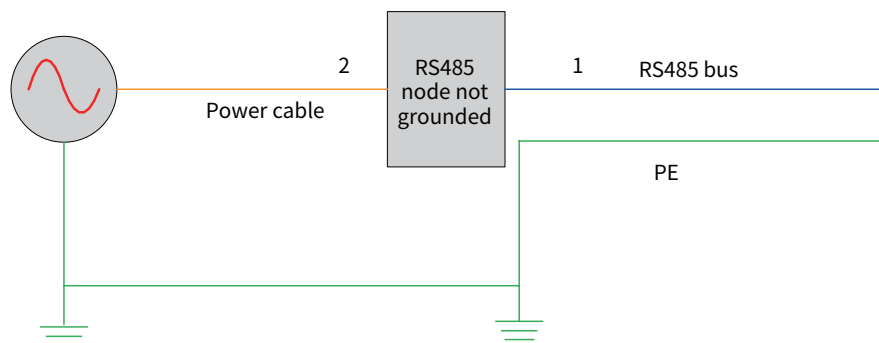 2
RS485
node not
grounded
1
RS485 bus
Power cable
PE